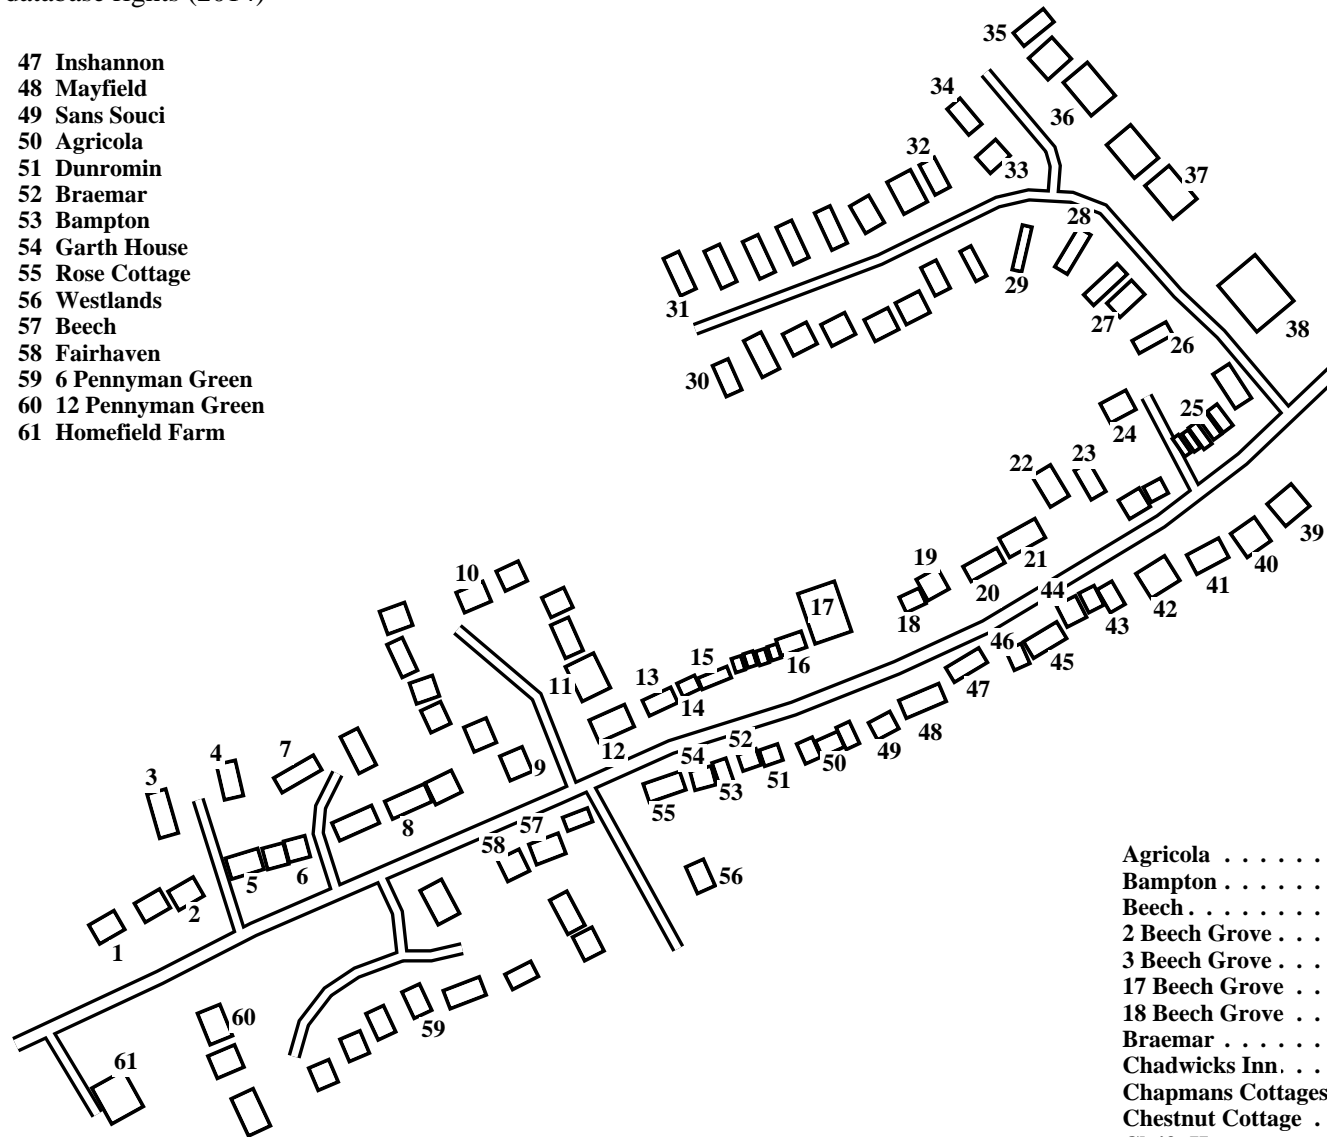 database rights (2014)
47 Inshannon
48 Mayfield
49 Sans Souci
50 Agricola
51 Dunromin
52 Braemar
53 Bampton
54 Garth House
55 Rose Cottage
56 Westlands
57 Beech
58 Fairhaven
59 6 Pennyman Green
60 12 Pennyman Green
61 Homefield Farm
35
34
36
32
33
37
28
29
31
27
38
26
30
25
24
23
22
39
19
21
40
10
20
41
17
18
44
42
43
46
13
15
16
45
11
14
47
12
52
48
7
4
54
49
3
9
50
51
53
55
8
57
58
5
6
56
2
1
60
59
61
Agricola . . . . . .
Bampton . . . . . .
Beech . . . . . . . .
2 Beech Grove . . .
3 Beech Grove . . .
17 Beech Grove . .
18 Beech Grove . .
Braemar . . . . . .
Chadwicks Inn . . .
Chapmans Cottages
Chestnut Cottage .